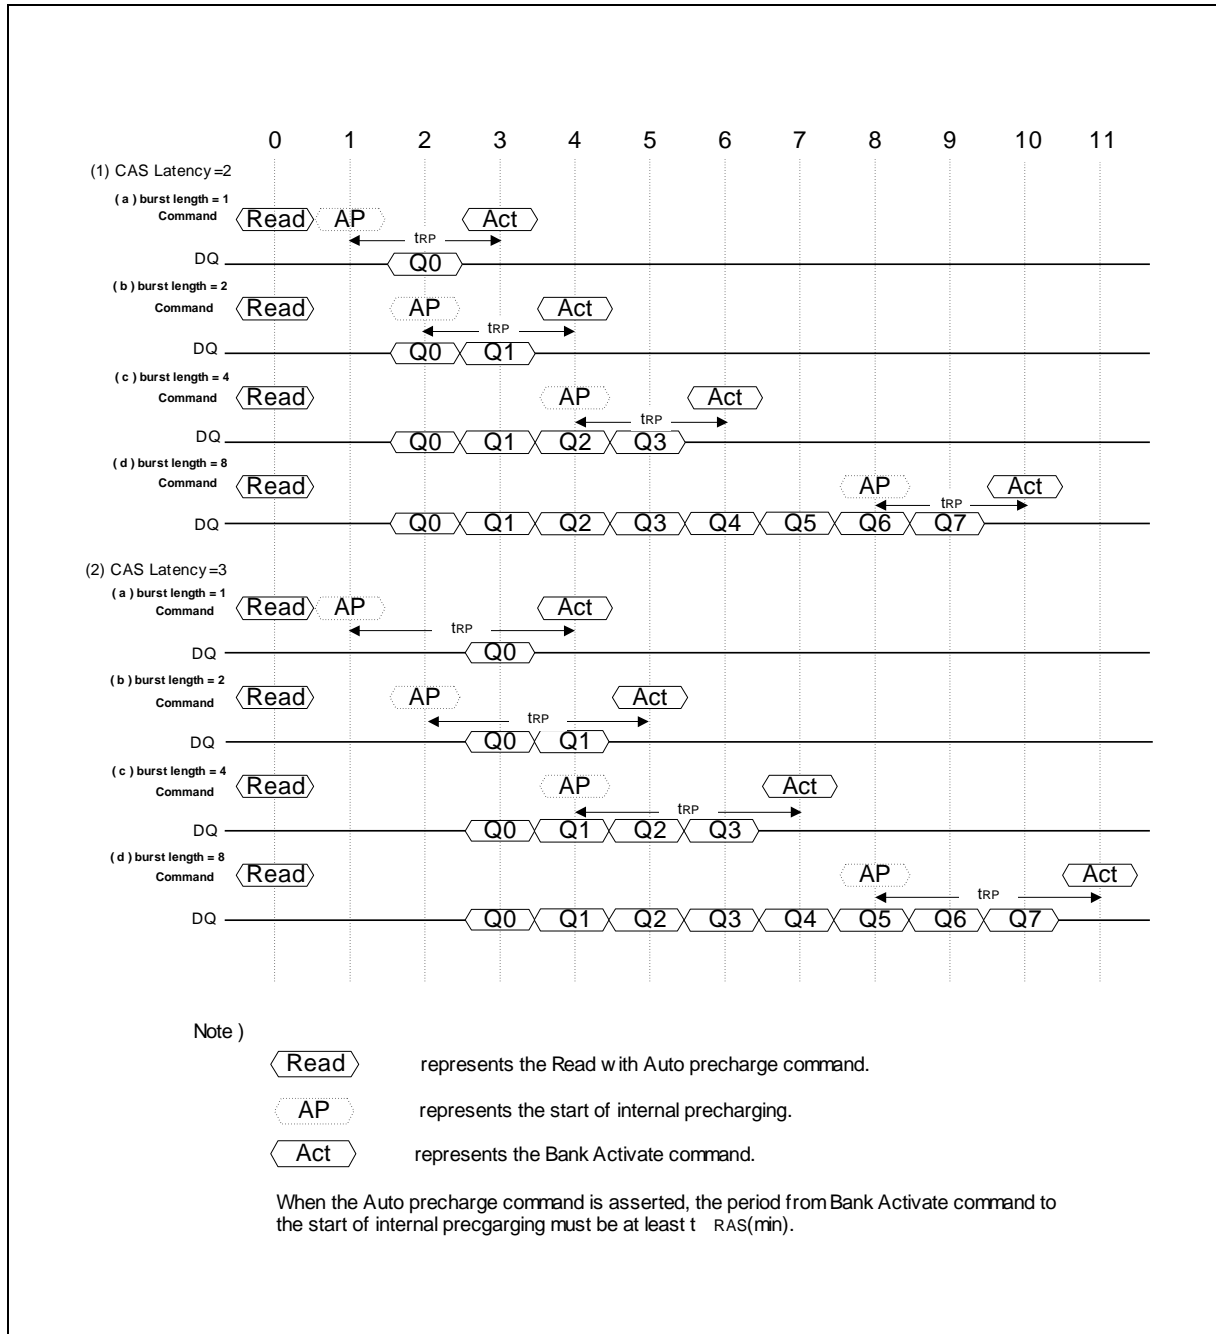 0 1 2 3 4 5 6 7 8 9 10 11
(1) CAS Latency=2
( a ) burst length = 1
Command Read AP Act
tRP
DQ Q0
( b ) burst length = 2
Command Read AP Act
tRP
DQ Q0 Q1
( c ) burst length = 4
Command Read AP Act
tRP
DQ Q0 Q1 Q2 Q3
( d ) burst length = 8
Command Read AP Act
tRP
DQ Q0 Q1 Q2 Q3 Q4 Q5 Q6 Q7
(2) CAS Latency=3
( a ) burst length = 1
Command Read AP Act
tRP
DQ Q0
( b ) burst length = 2
Command Read AP Act
tRP
DQ Q0 Q1
( c ) burst length = 4
Command Read AP Act
tRP
DQ Q0 Q1 Q2 Q3
( d ) burst length = 8
Command Read AP Act
tRP
DQ Q0 Q1 Q2 Q3 Q4 Q5 Q6 Q7
Note )
Read represents the Read with Auto precharge command.
AP represents the start of internal precharging.
Act represents the Bank Activate command.
When the Auto precharge command is asserted, the period from Bank Activate command to
the start of internal precgarging must be at least t RAS(min).